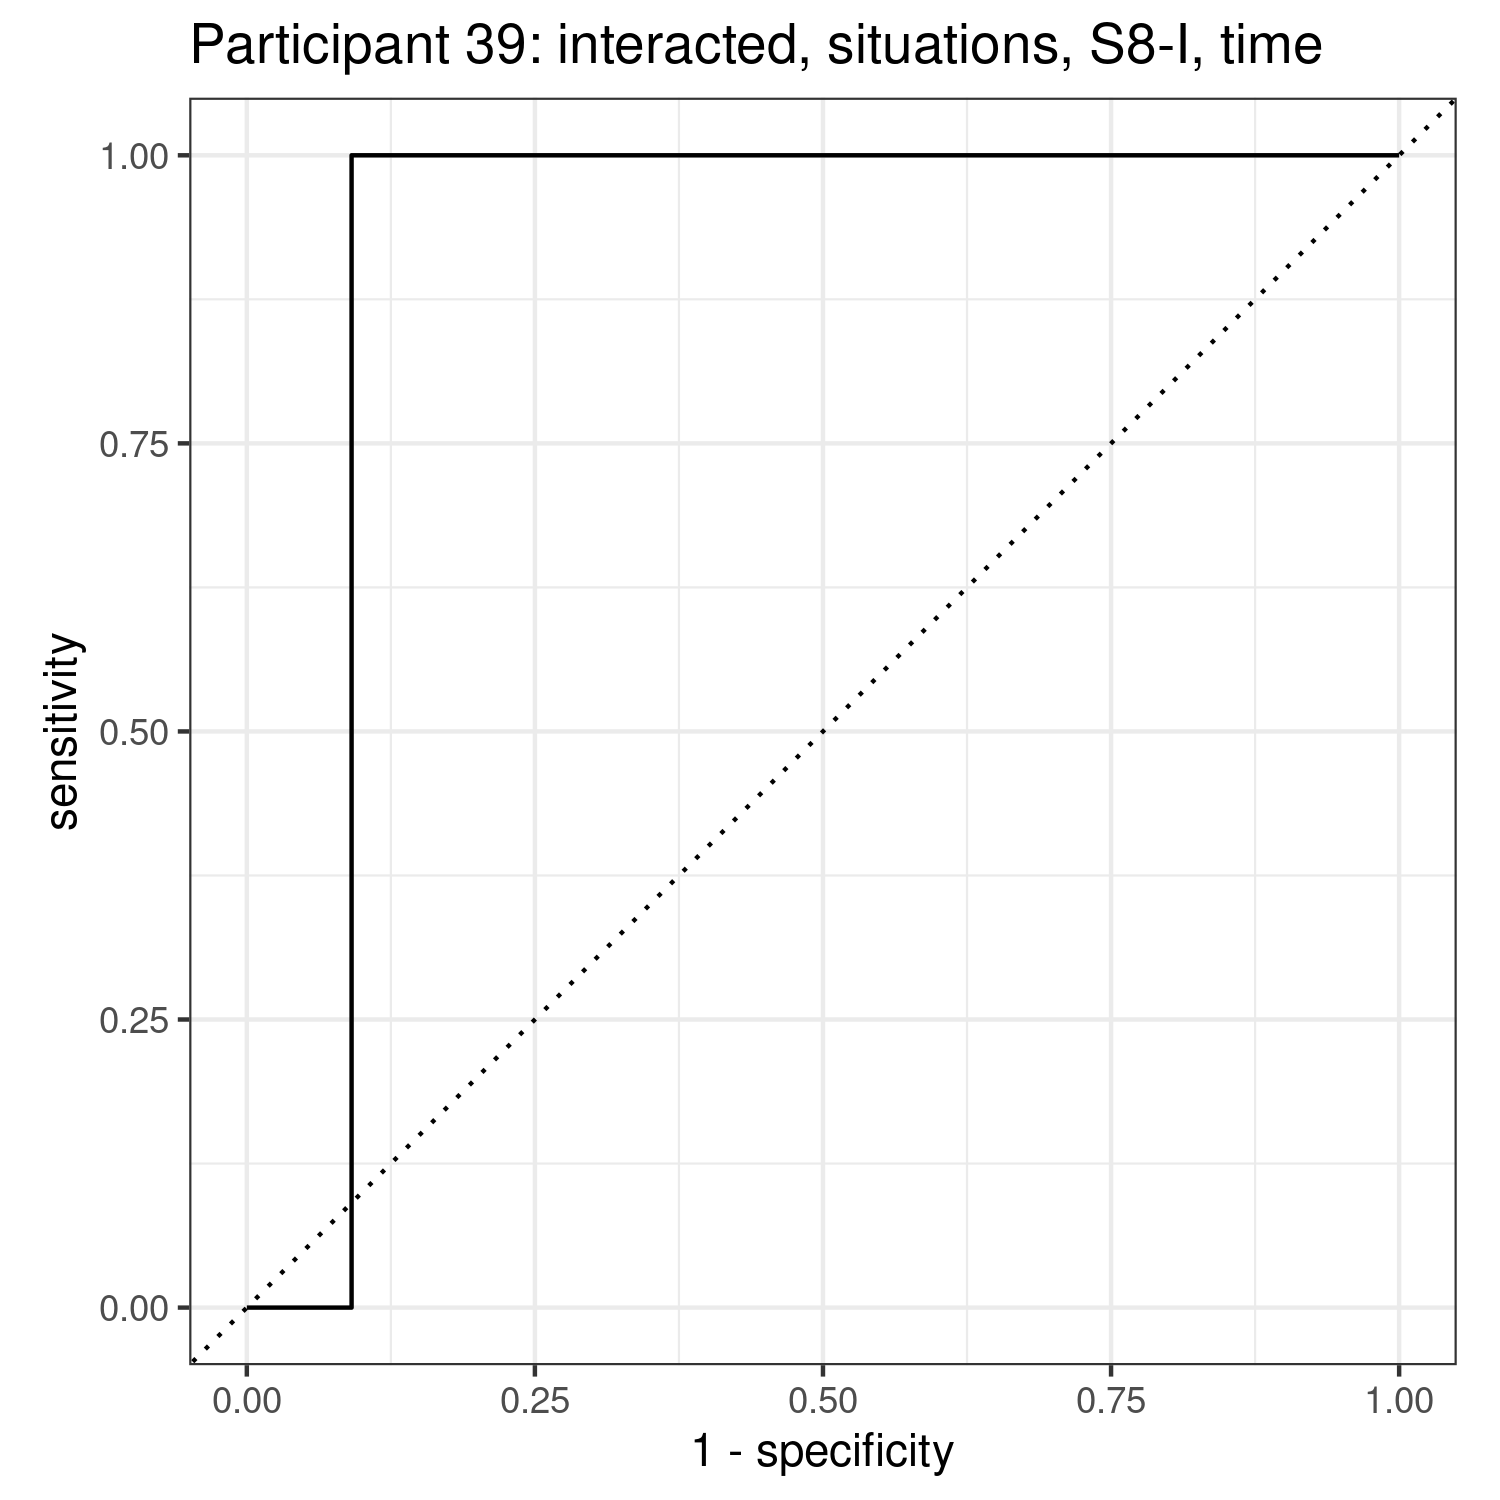 Participant 39: interacted, situations, S8-I, time
sensitivity
1.00
0.75
0.50
0.25
0.00
0.00 0.25 0.50 0.75 1.00
1 - specificity